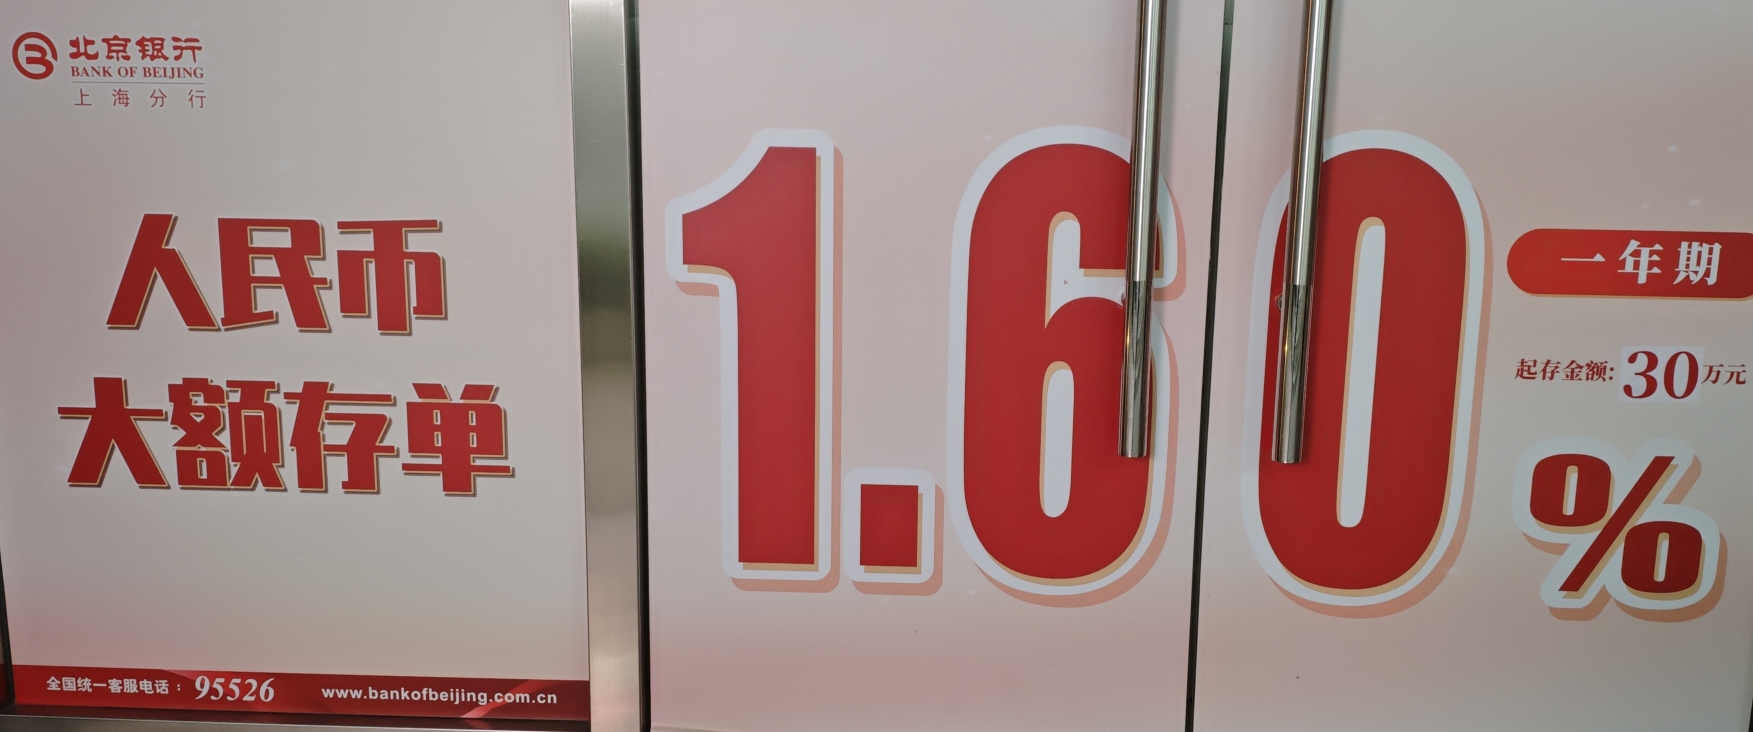 北京银行
BANK OF BEIJING
上海分行
人民币
大额存单
全国统一客服电话：95526 www.bankofbeijing.com.cn
1.60
一年期
起存金额:30万元
%